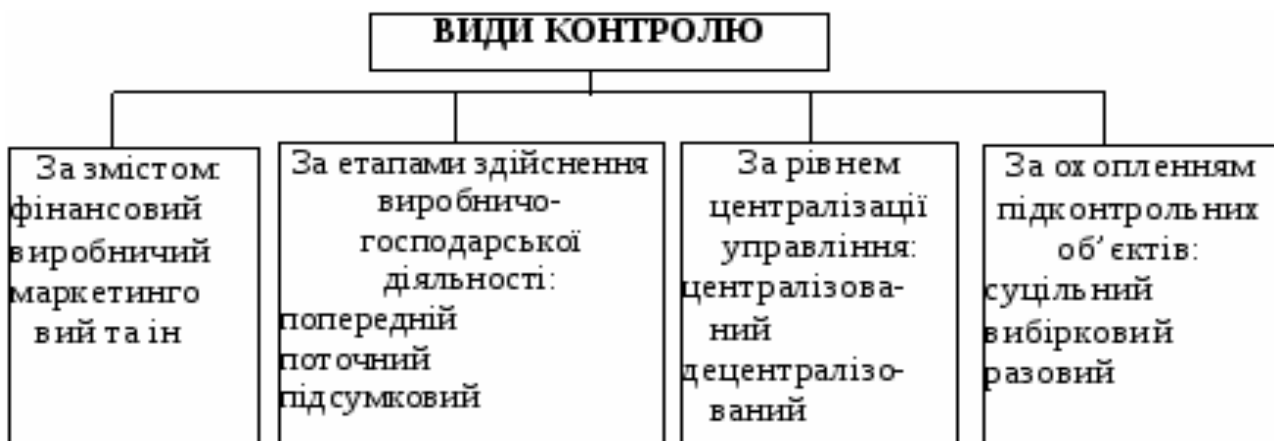 ВИДИ КОНТРОЛЮ
За змістом:
фінансовий
виробничий
маркетинго
вий та ін
За етапами здійснення
виробничо-
господарської
діяльності:
попередній
поточний
підсумковий
За рівнем
централізації
управління:
централізова-
ний
децентралізо-
ваний
За охопленням
підконтрольних
об’єктів:
суцільний
вибірковий
разовий